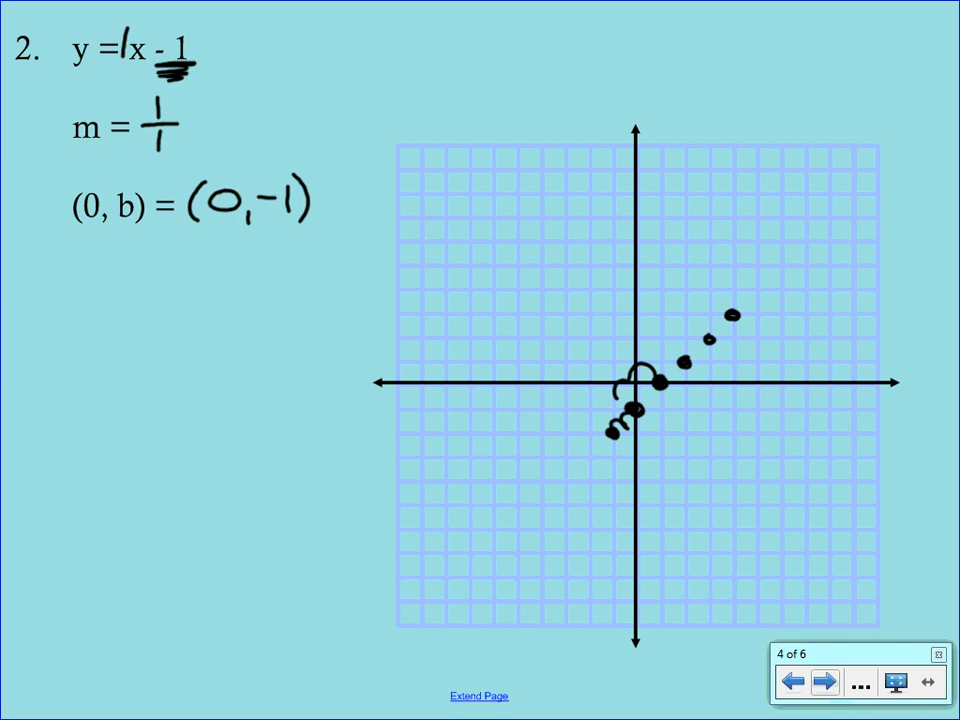 2. y = 1x - 1
m = 1/1
(0, b) = (0, -1)
4 of 6
...
Extend Page